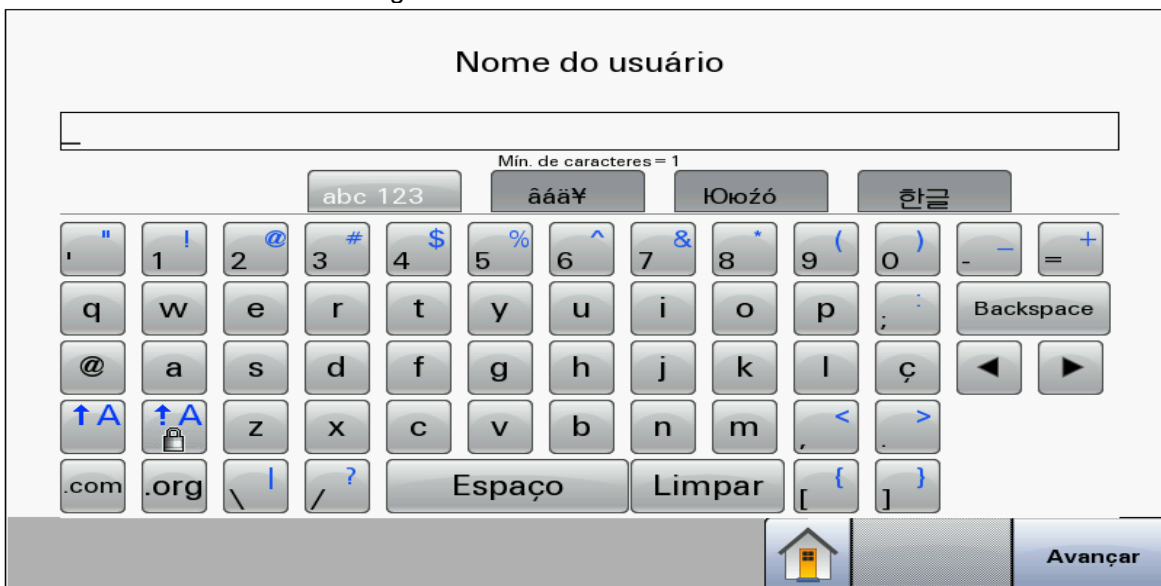 Nome do usuário
_
Mín. de caracteres = 1
abc 123 âáä¥ Ююźó 한글
' " 1 ! 2 @ 3 # 4 $ 5 % 6 ^ 7 & 8 * 9 ( 0 ) - _ = +
q w e r t y u i o p ; : Backspace
@ a s d f g h j k l ç ◀ ▶
↑A ↑A z x c v b n m , < . >
.com .org \ | / ? Espaço Limpar [ { ] }
Avançar